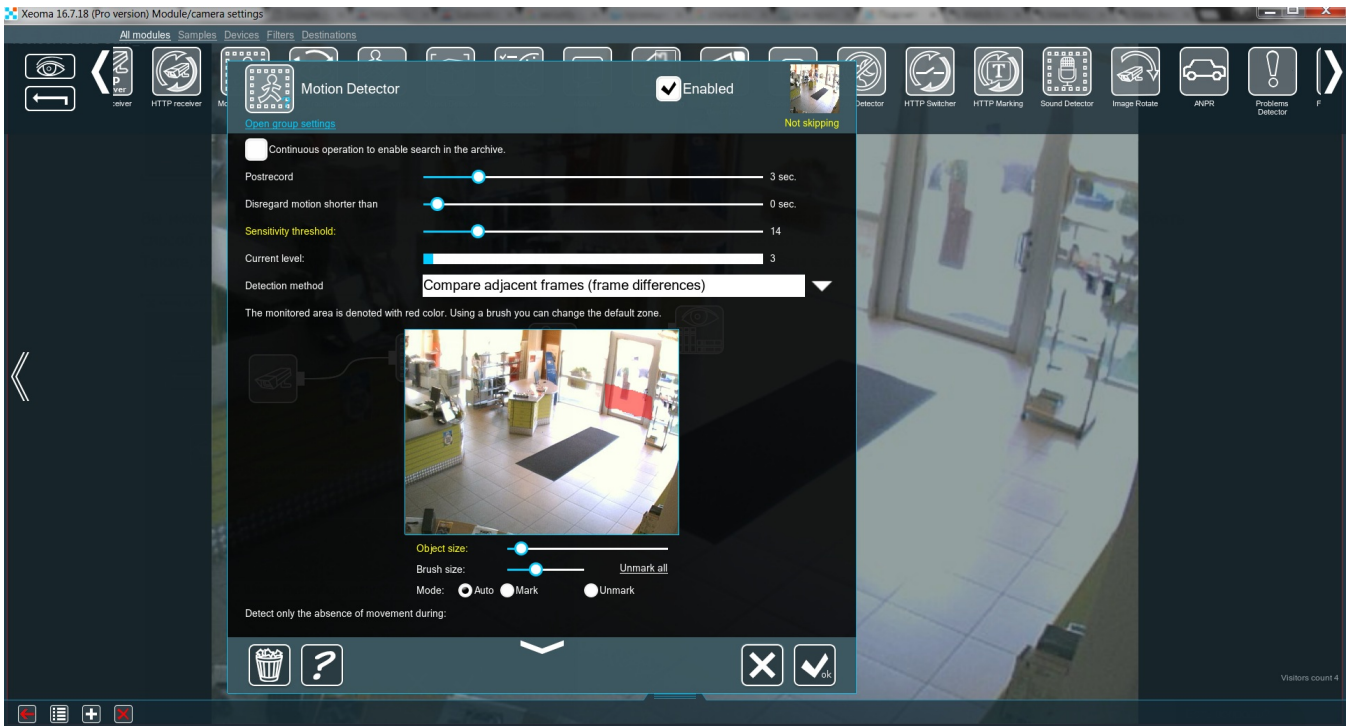 Xeoma 16.7.18 (Pro version) Module/camera settings
All modules Samples Devices Filters Destinations
HTTP receiver
HTTP Switcher
HTTP Marking
Sound Detector
Image Rotate
ANPR
Problems Detector
Motion Detector
Enabled
Open group settings
Not skipping
Continuous operation to enable search in the archive.
Postrecord 3 sec.
Disregard motion shorter than 0 sec.
Sensitivity threshold: 14
Current level: 3
Detection method Compare adjacent frames (frame differences)
The monitored area is denoted with red color. Using a brush you can change the default zone.
Object size:
Brush size: Unmark all
Mode: Auto Mark Unmark
Detect only the absence of movement during:
ok
Visitors count 4